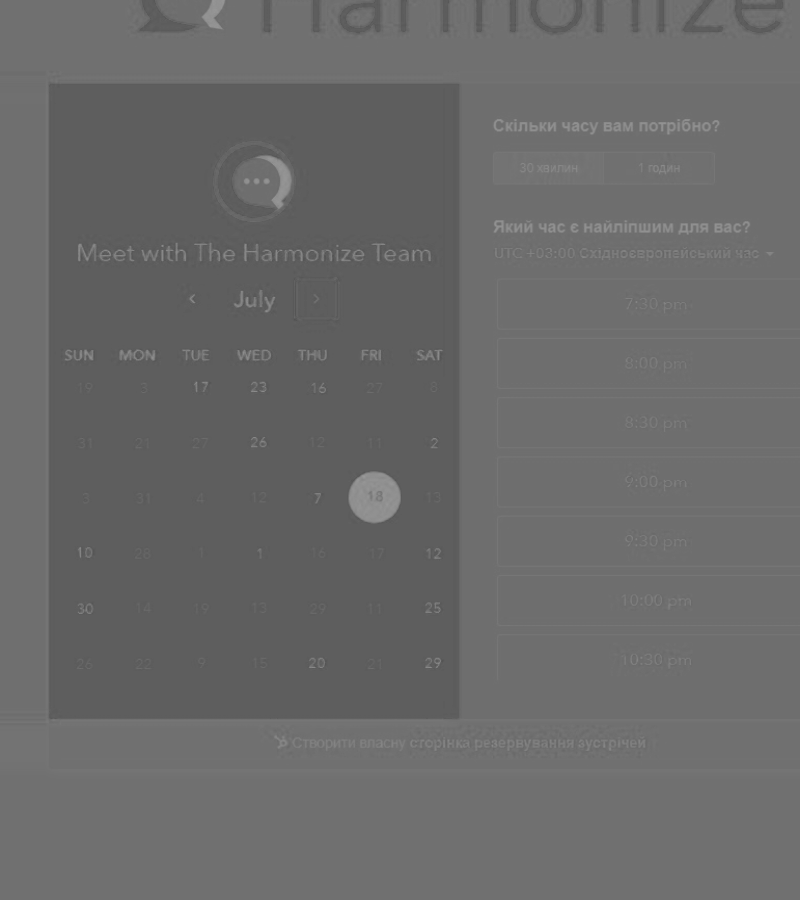 Harmonize
Meet with The Harmonize Team
July
SUN MON TUE WED THU FRI SAT
19 3 17 23 16 27 8
31 21 27 26 12 11 2
3 31 4 12 7 18 13
10 28 1 1 16 17 12
30 14 19 13 29 11 25
26 22 9 15 20 21 29
Скільки часу вам потрібно?
30 хвилин 1 годин
Який час є найліпшим для вас?
UTC +03:00 Східноєвропейський час
7:30 pm
8:00 pm
8:30 pm
9:00 pm
9:30 pm
10:00 pm
10:30 pm
Створити власну сторінка резервування зустрічей